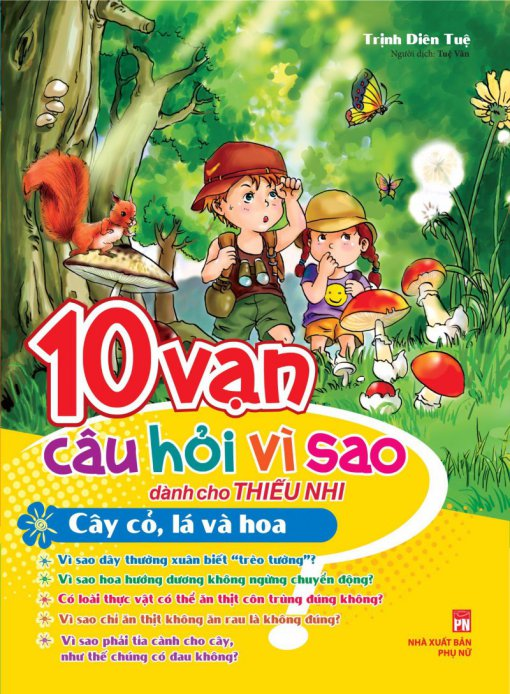 Trịnh Diên Tuệ
Người dịch: Tuệ Văn
10 vạn
câu hỏi vì sao
dành cho THIẾU NHI
Cây cỏ, lá và hoa
Vì sao dây thường xuân biết “trèo tường”?
Vì sao hoa hướng dương không ngừng chuyển động?
Có loài thực vật có thể ăn thịt côn trùng đúng không?
Vì sao chỉ ăn thịt không ăn rau là không đúng?
Vì sao phải tỉa cành cho cây,
như thế chúng có đau không?
PN
NHÀ XUẤT BẢN
PHỤ NỮ